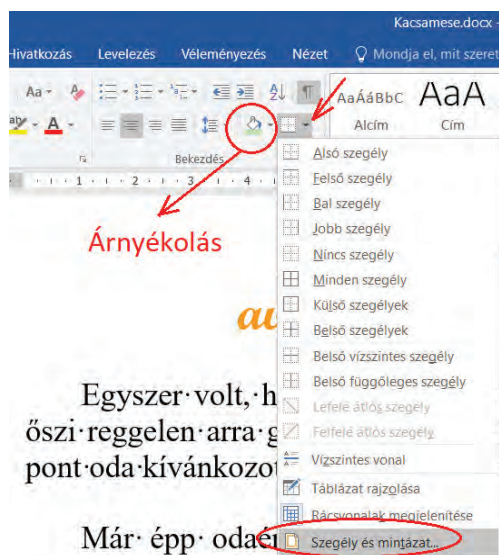 Kacsamese.docx -
Hivatkozás Levelezés Véleményezés Nézet Mondja el, mit szeret
Aa AaÁáBbC AaA
aby A Alcím Cím
Bekezdés
1 2 3 4
Árnyékolás
Alsó szegély
Felső szegély
Bal szegély
Jobb szegély
Nincs szegély
Minden szegély
Külső szegélyek
Belső szegélyek
Belső vízszintes szegély
Belső függőleges szegély
Lefelé átlós szegély
Felfelé átlós szegély
Vízszintes vonal
Táblázat rajzolása
Rácsvonalak megjelenítése
Szegély és mintázat...
Egyszer·volt,·h
őszi·reggelen·arra·g
pont·oda·kívánkozot
Már·épp·odaér